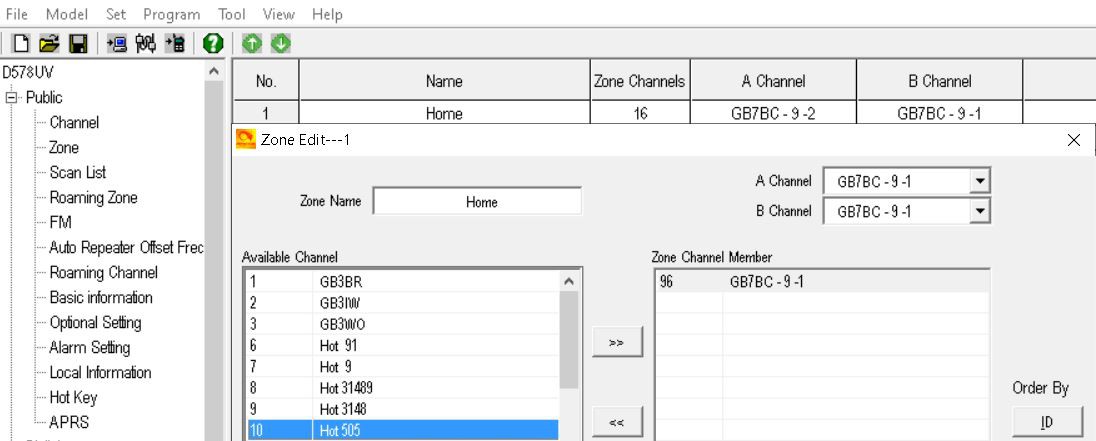 File Model Set Program Tool View Help
D578UV
Public
Channel
Zone
Scan List
Roaming Zone
FM
Auto Repeater Offset Frec
Roaming Channel
Basic information
Optional Setting
Alarm Setting
Local Information
Hot Key
APRS
No. Name Zone Channels A Channel B Channel
1 Home 16 GB7BC - 9 -2 GB7BC - 9 -1
Zone Edit---1
Zone Name Home
A Channel GB7BC - 9 -1
B Channel GB7BC - 9 -1
Available Channel
1 GB3BR
2 GB3IW
3 GB3WO
6 Hot 91
7 Hot 9
8 Hot 31489
9 Hot 3148
10 Hot 505
>>
<<
Zone Channel Member
96 GB7BC - 9 -1
Order By
ID